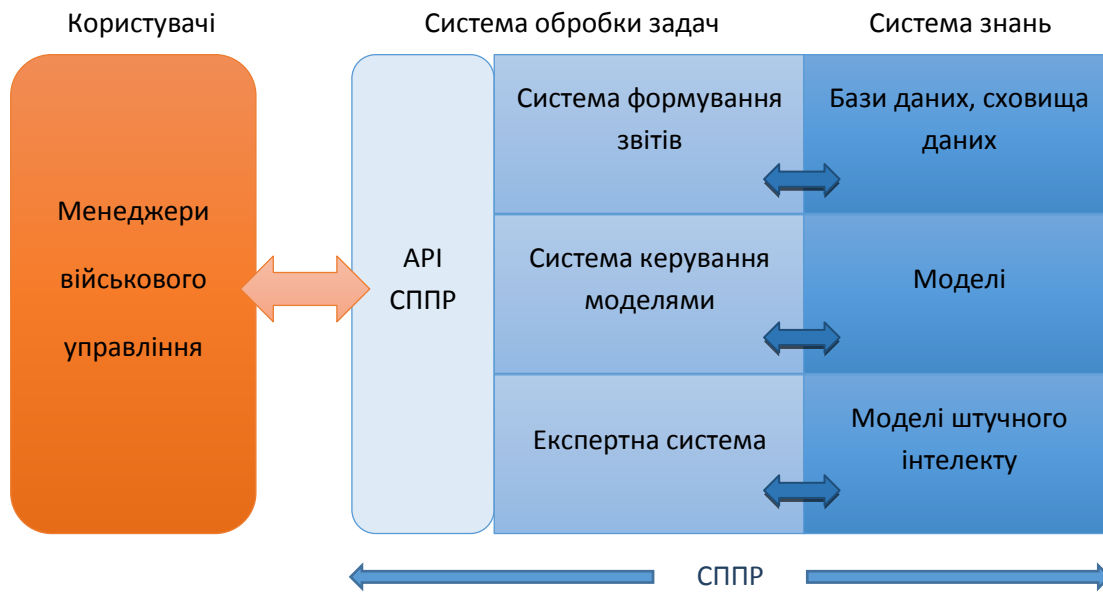 Користувачі
Система обробки задач
Система знань
Менеджери
військового
управління
АРІ
СППР
Система формування
звітів
Бази даних, сховища
даних
Система керування
моделями
Моделі
Експертна система
Моделі штучного
інтелекту
СППР